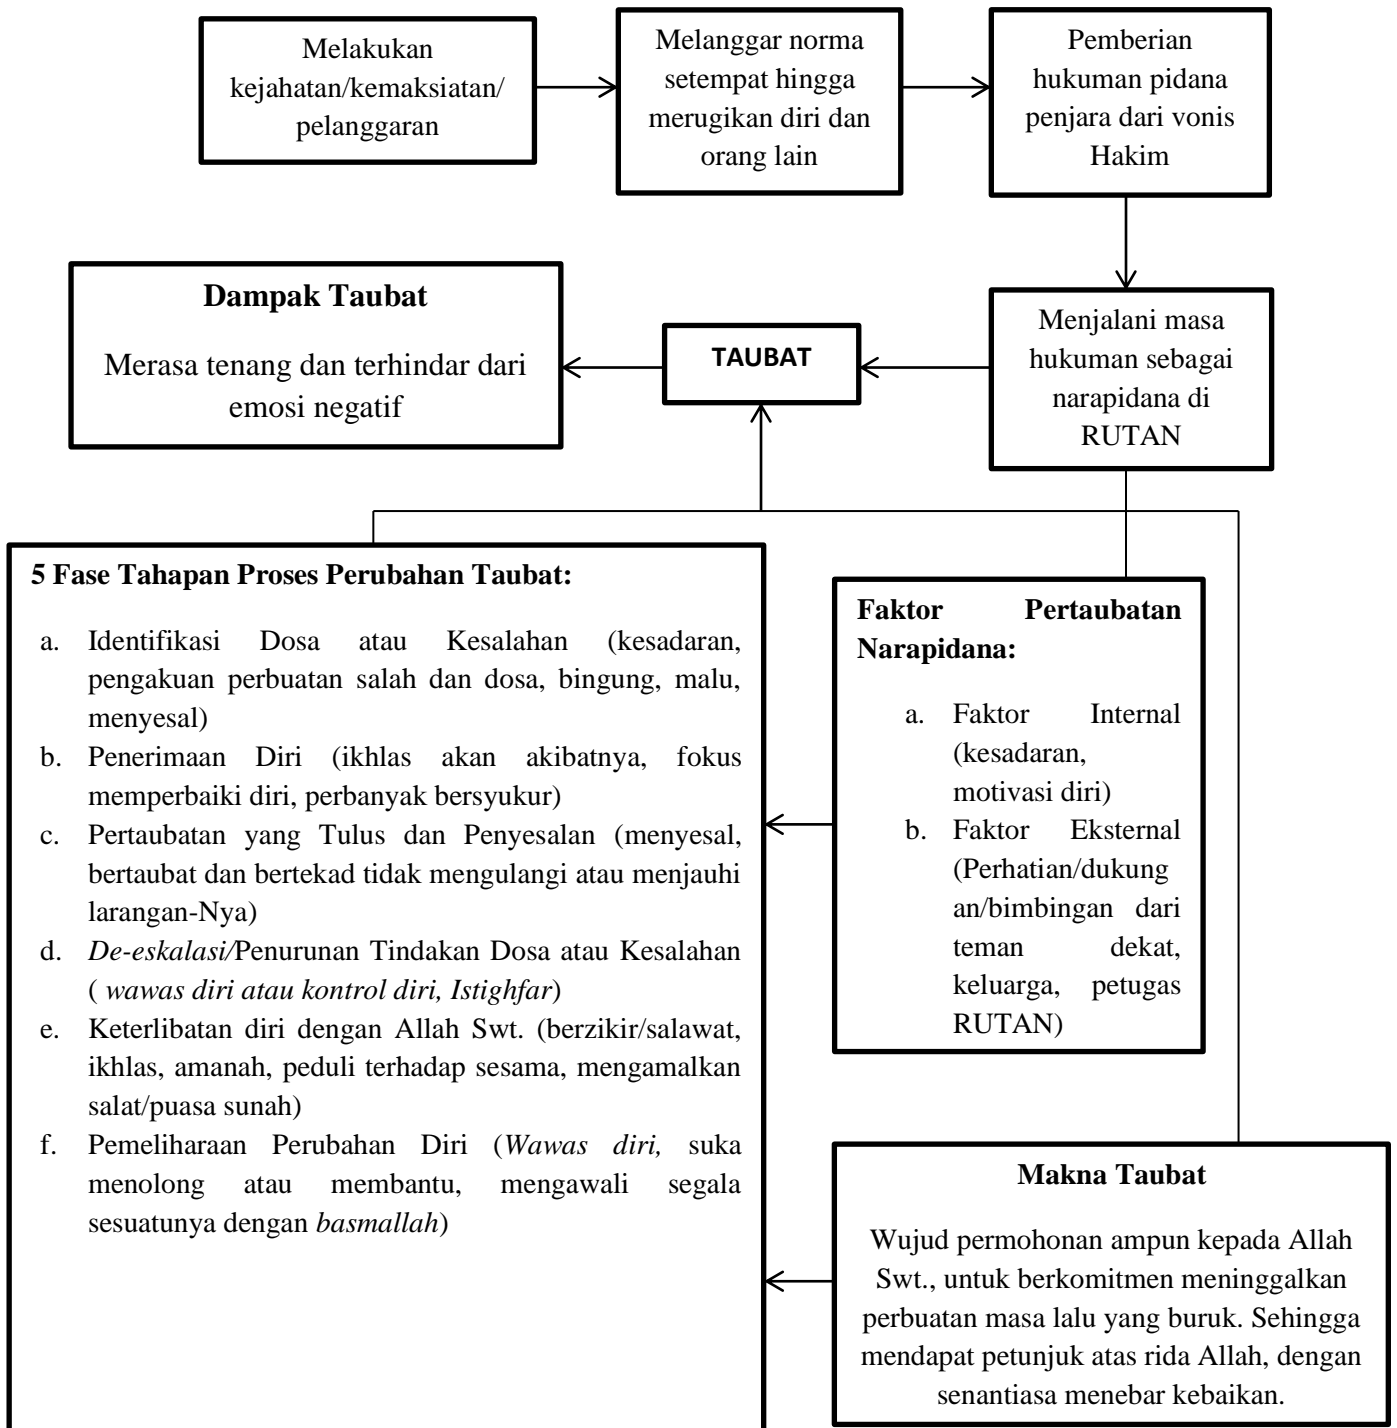 Melakukan
kejahatan/kemaksiatan/
pelanggaran
Melanggar norma
setempat hingga
merugikan diri dan
orang lain
Pemberian
hukuman pidana
penjara dari vonis
Hakim
Dampak Taubat
Merasa tenang dan terhindar dari
emosi negatif
TAUBAT
Menjalani masa
hukuman sebagai
narapidana di
RUTAN
5 Fase Tahapan Proses Perubahan Taubat:
a. Identifikasi Dosa atau Kesalahan (kesadaran,
pengakuan perbuatan salah dan dosa, bingung, malu,
menyesal)
b. Penerimaan Diri (ikhlas akan akibatnya, fokus
memperbaiki diri, perbanyak bersyukur)
c. Pertaubatan yang Tulus dan Penyesalan (menyesal,
bertaubat dan bertekad tidak mengulangi atau menjauhi
larangan-Nya)
d. De-eskalasi/Penurunan Tindakan Dosa atau Kesalahan
( wawas diri atau kontrol diri, Istighfar)
e. Keterlibatan diri dengan Allah Swt. (berzikir/salawat,
ikhlas, amanah, peduli terhadap sesama, mengamalkan
salat/puasa sunah)
f. Pemeliharaan Perubahan Diri (Wawas diri, suka
menolong atau membantu, mengawali segala
sesuatunya dengan basmallah)
Faktor Pertaubatan
Narapidana:
a. Faktor Internal
(kesadaran,
motivasi diri)
b. Faktor Eksternal
(Perhatian/dukung
an/bimbingan dari
teman dekat,
keluarga, petugas
RUTAN)
Makna Taubat
Wujud permohonan ampun kepada Allah
Swt., untuk berkomitmen meninggalkan
perbuatan masa lalu yang buruk. Sehingga
mendapat petunjuk atas rida Allah, dengan
senantiasa menebar kebaikan.